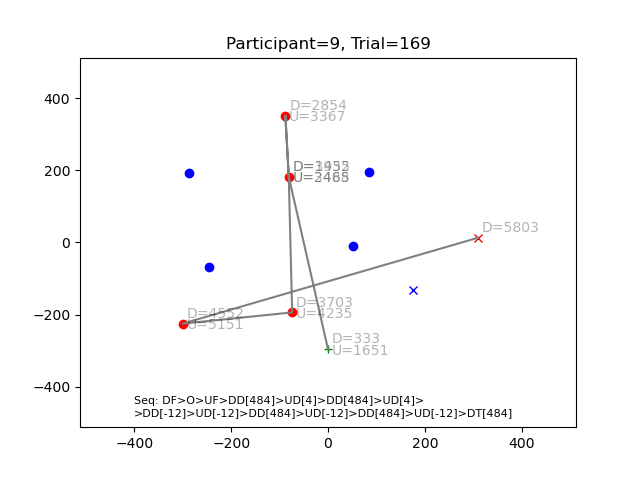 Participant=9, Trial=169
400
200
0
−200
−400
−400
−200
0
200
400
D=2854
U=3367
D=5803
D=3703
U=4235
D=4552
U=5151
D=333
U=1651
Seq: DF>O>UF>DD[484]>UD[4]>DD[484]>UD[4]>
>DD[-12]>UD[-12]>DD[484]>UD[-12]>DD[484]>UD[-12]>DT[484]